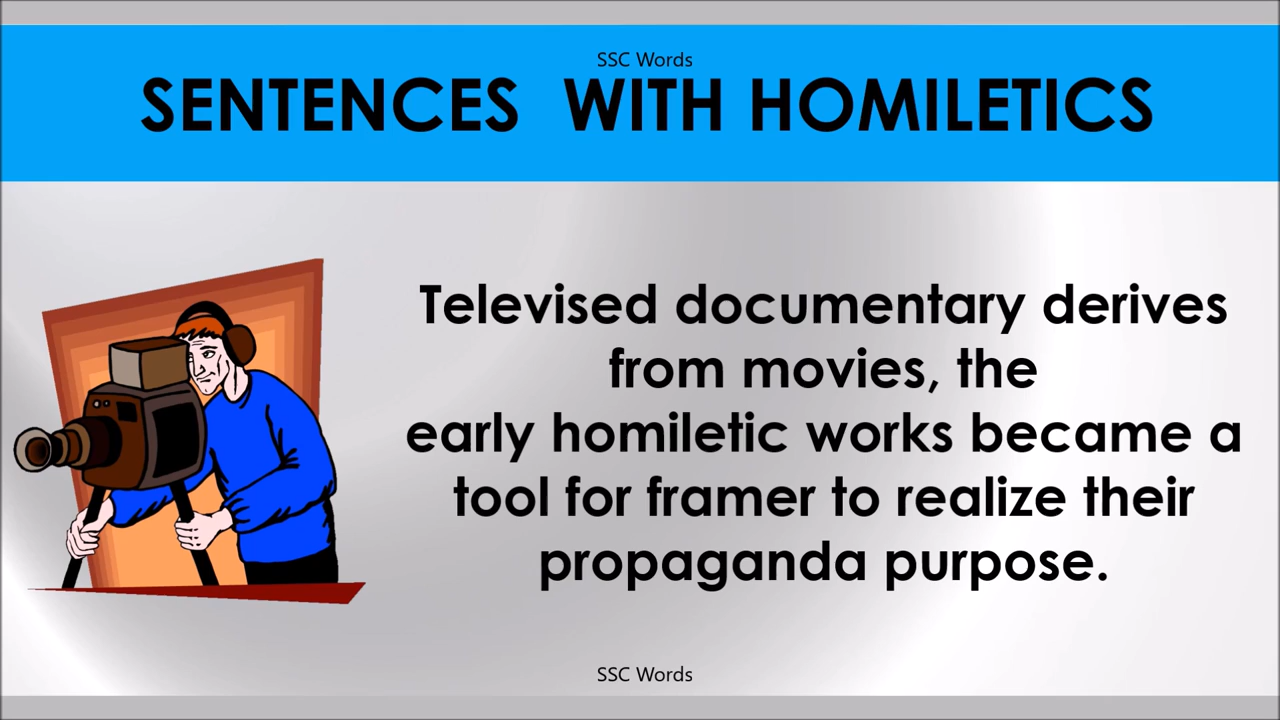 SSC Words
SENTENCES WITH HOMILETICS
Televised documentary derives
from movies, the
early homiletic works became a
tool for framer to realize their
propaganda purpose.
SSC Words